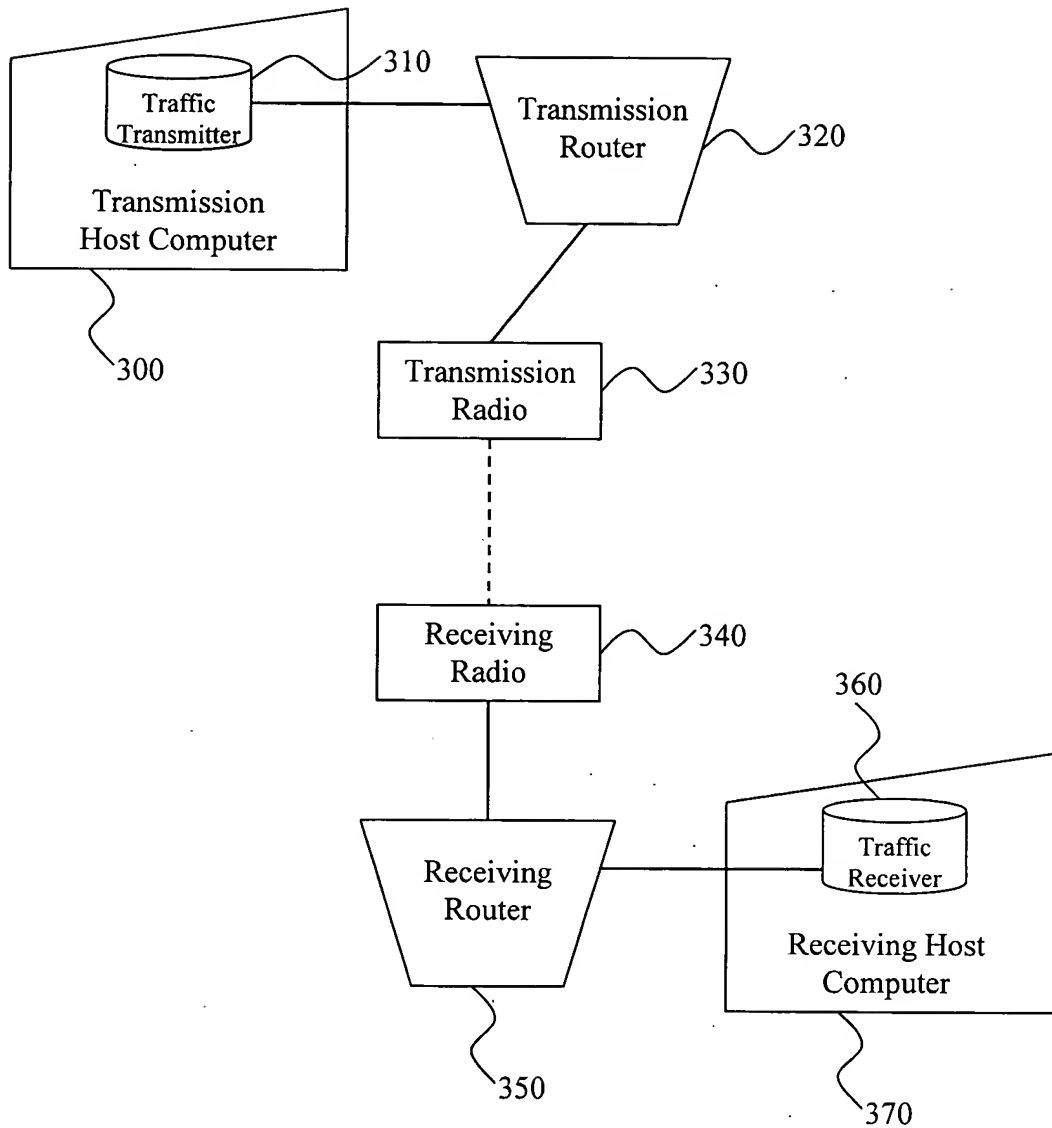 310
Traffic
Transmitter
Transmission
Host Computer
300
Transmission
Router
320
Transmission
Radio
330
Receiving
Radio
340
360
Traffic
Receiver
Receiving
Router
Receiving Host
Computer
350
370